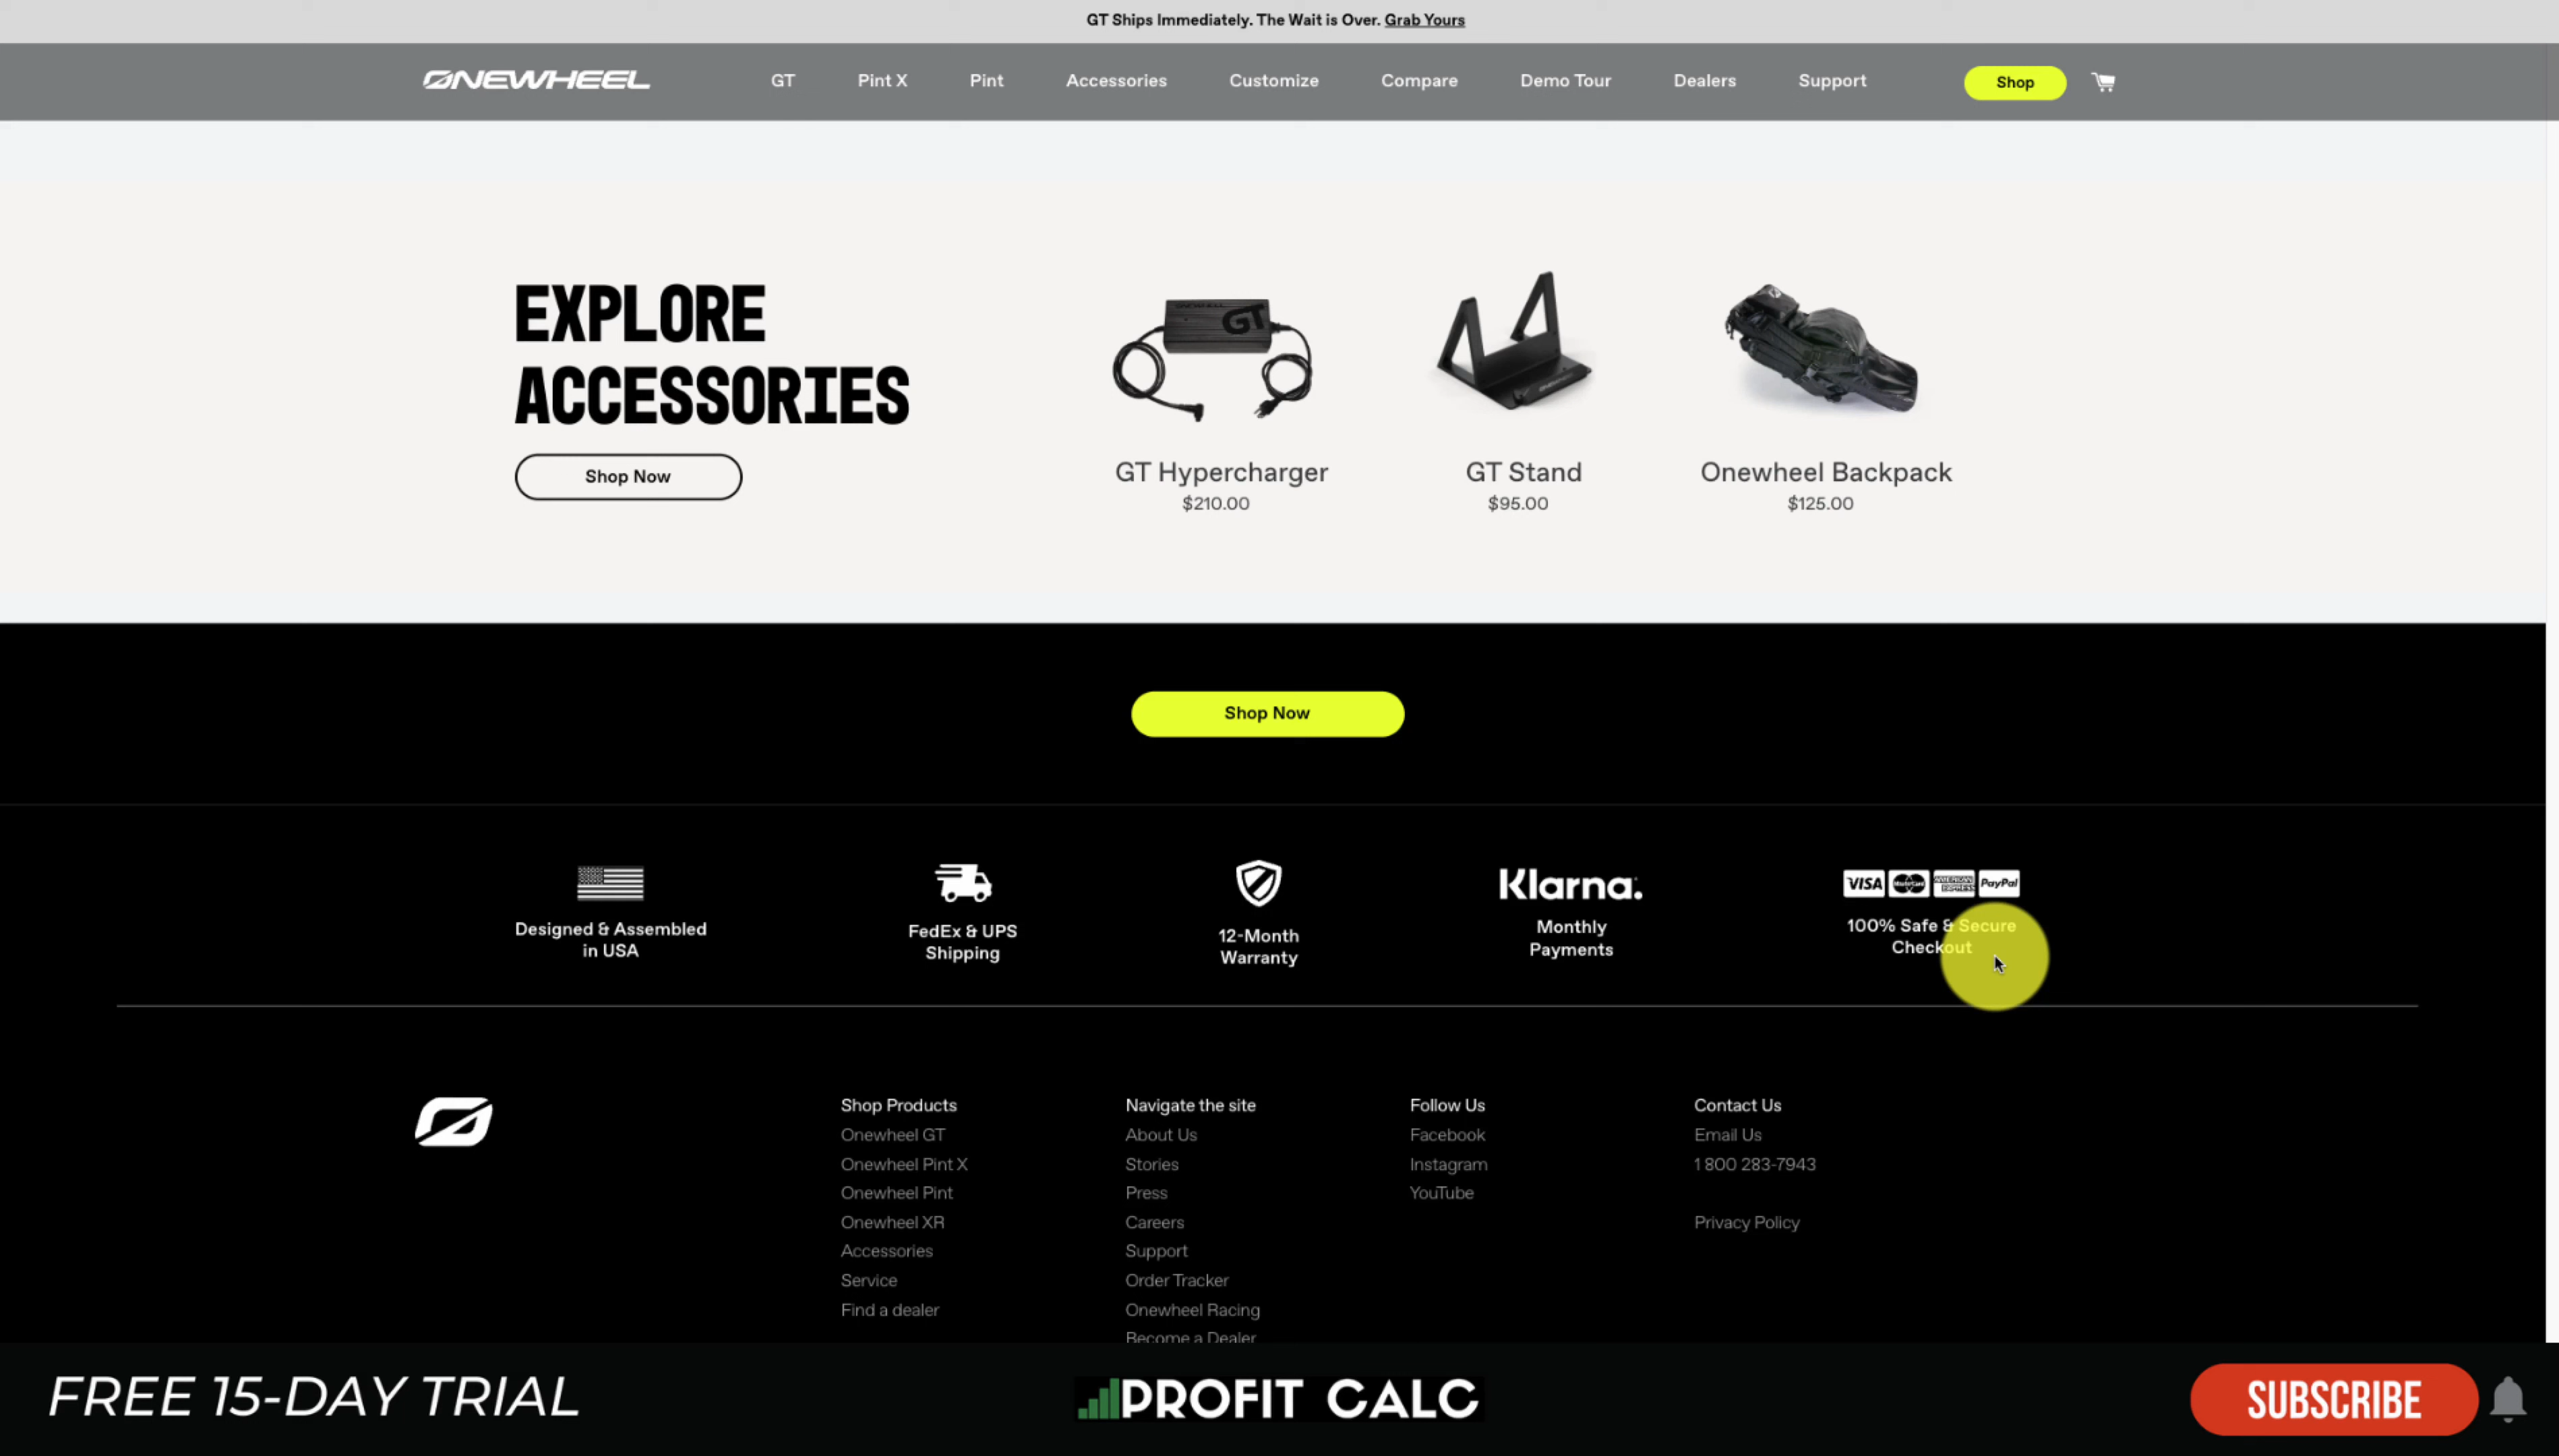 GT Ships Immediately. The Wait is Over. Grab Yours
ONEWHEEL GT Pint X Pint Accessories Customize Compare Demo Tour Dealers Support Shop
EXPLORE
ACCESSORIES
Shop Now
GT
GT Hypercharger
$210.00
GT Stand
$95.00
Onewheel Backpack
$125.00
Shop Now
Designed & Assembled
in USA
FedEx & UPS
Shipping
12-Month
Warranty
Klarna.
Monthly
Payments
VISA MasterCard AMERICAN EXPRESS PayPal
100% Safe & Secure
Checkout
Shop Products
Onewheel GT
Onewheel Pint X
Onewheel Pint
Onewheel XR
Accessories
Service
Find a dealer
Navigate the site
About Us
Stories
Press
Careers
Support
Order Tracker
Onewheel Racing
Become a Dealer
Follow Us
Facebook
Instagram
YouTube
Contact Us
Email Us
1 800 283-7943
Privacy Policy
FREE 15-DAY TRIAL
PROFIT CALC
SUBSCRIBE